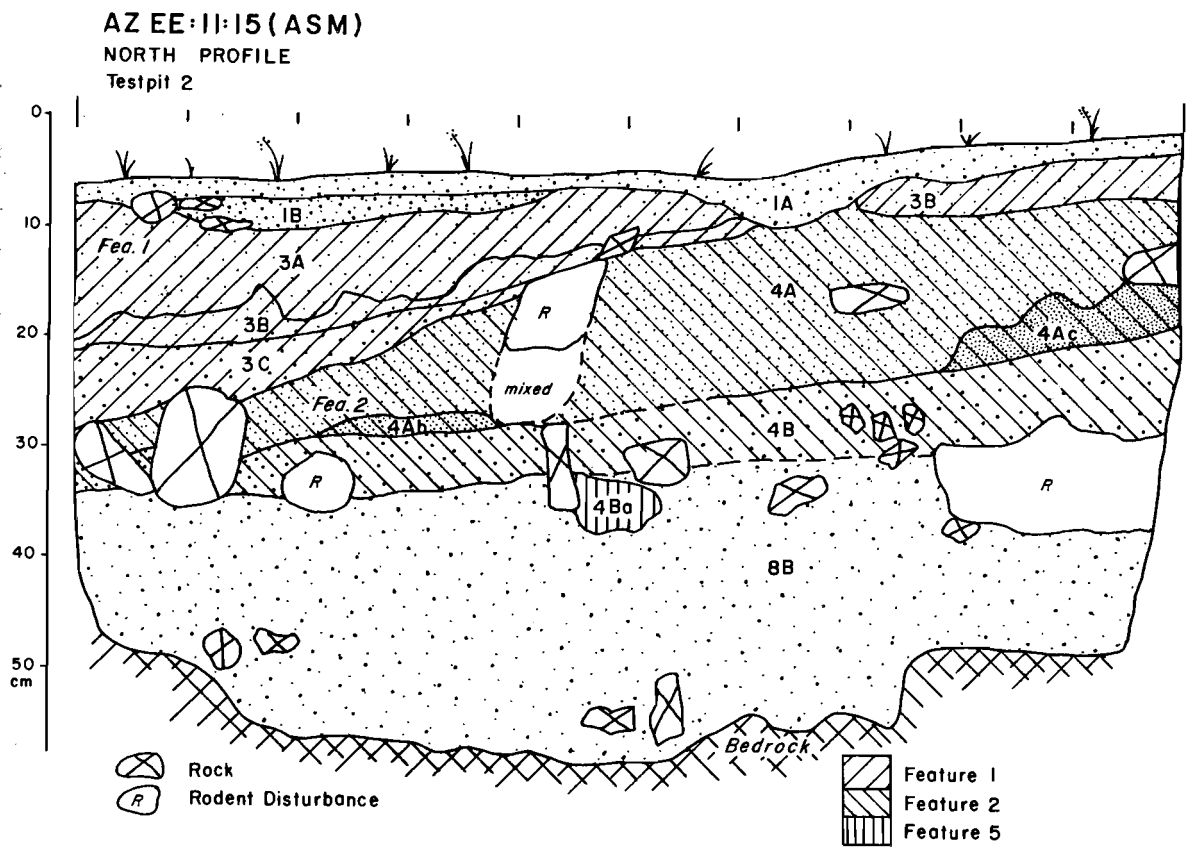 AZ EE:11:15 (ASM)
NORTH PROFILE
Testpit 2
0
10
20
30
40
50
cm
1B
1A
3B
Fea. 1
3A
4A
R
3B
4Ac
3C
mixed
Fea. 2
4Ab
4B
R
R
4Ba
8B
Bedrock
Rock
R Rodent Disturbance
Feature 1
Feature 2
Feature 5